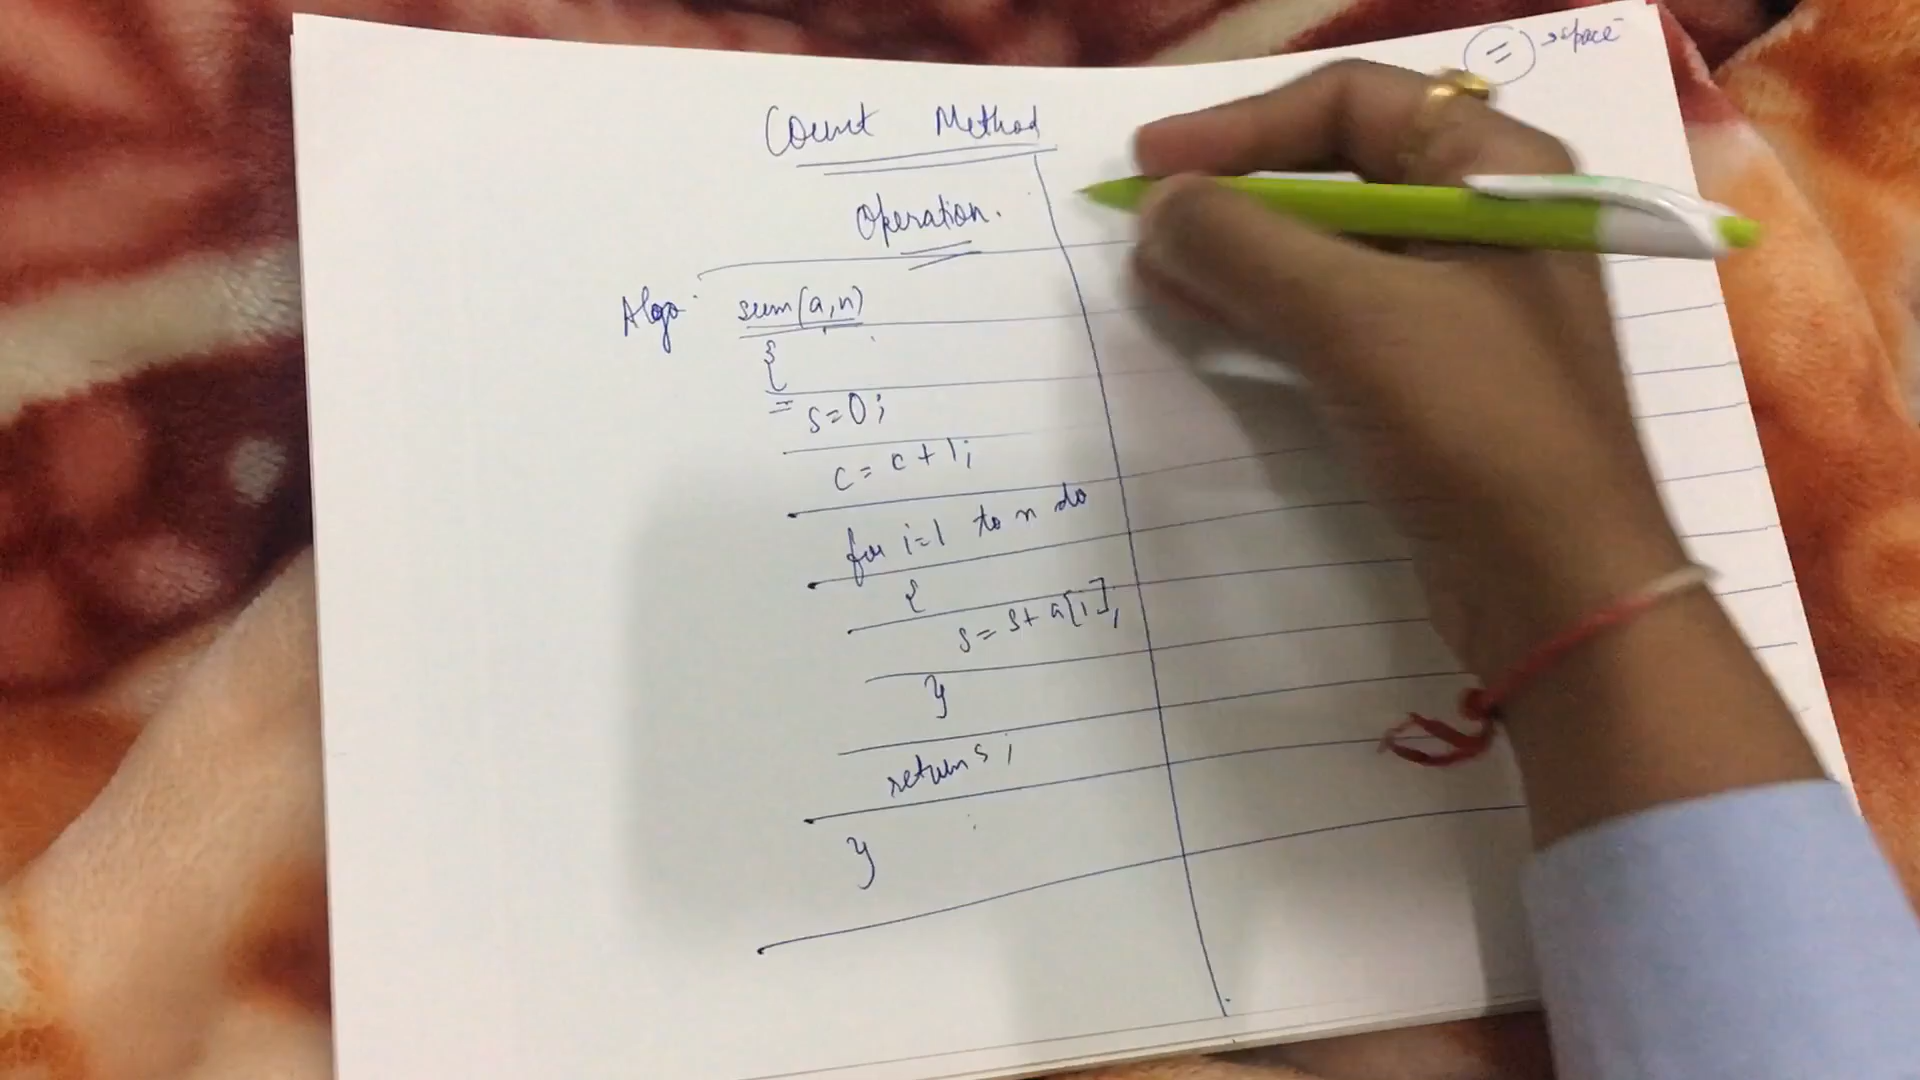 = → space
Count Method
Operation.
Algo. sum(a,n)
{
= s=0;
c= c+1;
for i=1 to n do
{
s= s+ a[i];
}
return s;
}